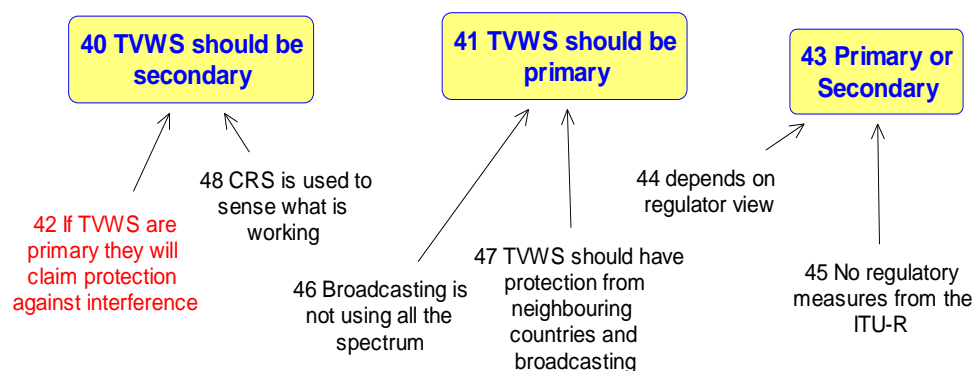 40 TVWS should be
secondary
41 TVWS should be
primary
43 Primary or
Secondary
48 CRS is used to
sense what is
working
44 depends on
regulator view
42 If TVWS are
primary they will
claim protection
against interference
46 Broadcasting is
not using all the
spectrum
47 TVWS should have
protection from
neighbouring
countries and
broadcasting
45 No regulatory
measures from the
ITU-R